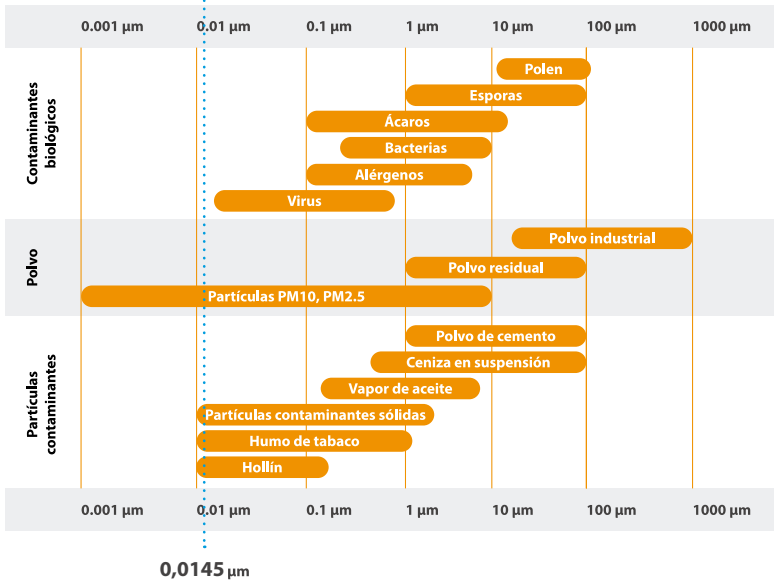 0.001 µm 0.01 µm 0.1 µm 1 µm 10 µm 100 µm 1000 µm
Contaminantes
biológicos
Polen
Esporas
Ácaros
Bacterias
Alérgenos
Virus
Polvo
Polvo industrial
Polvo residual
Partículas PM10, PM2.5
Partículas
contaminantes
Polvo de cemento
Ceniza en suspensión
Vapor de aceite
Partículas contaminantes sólidas
Humo de tabaco
Hollín
0.001 µm 0.01 µm 0.1 µm 1 µm 10 µm 100 µm 1000 µm
0,0145 µm